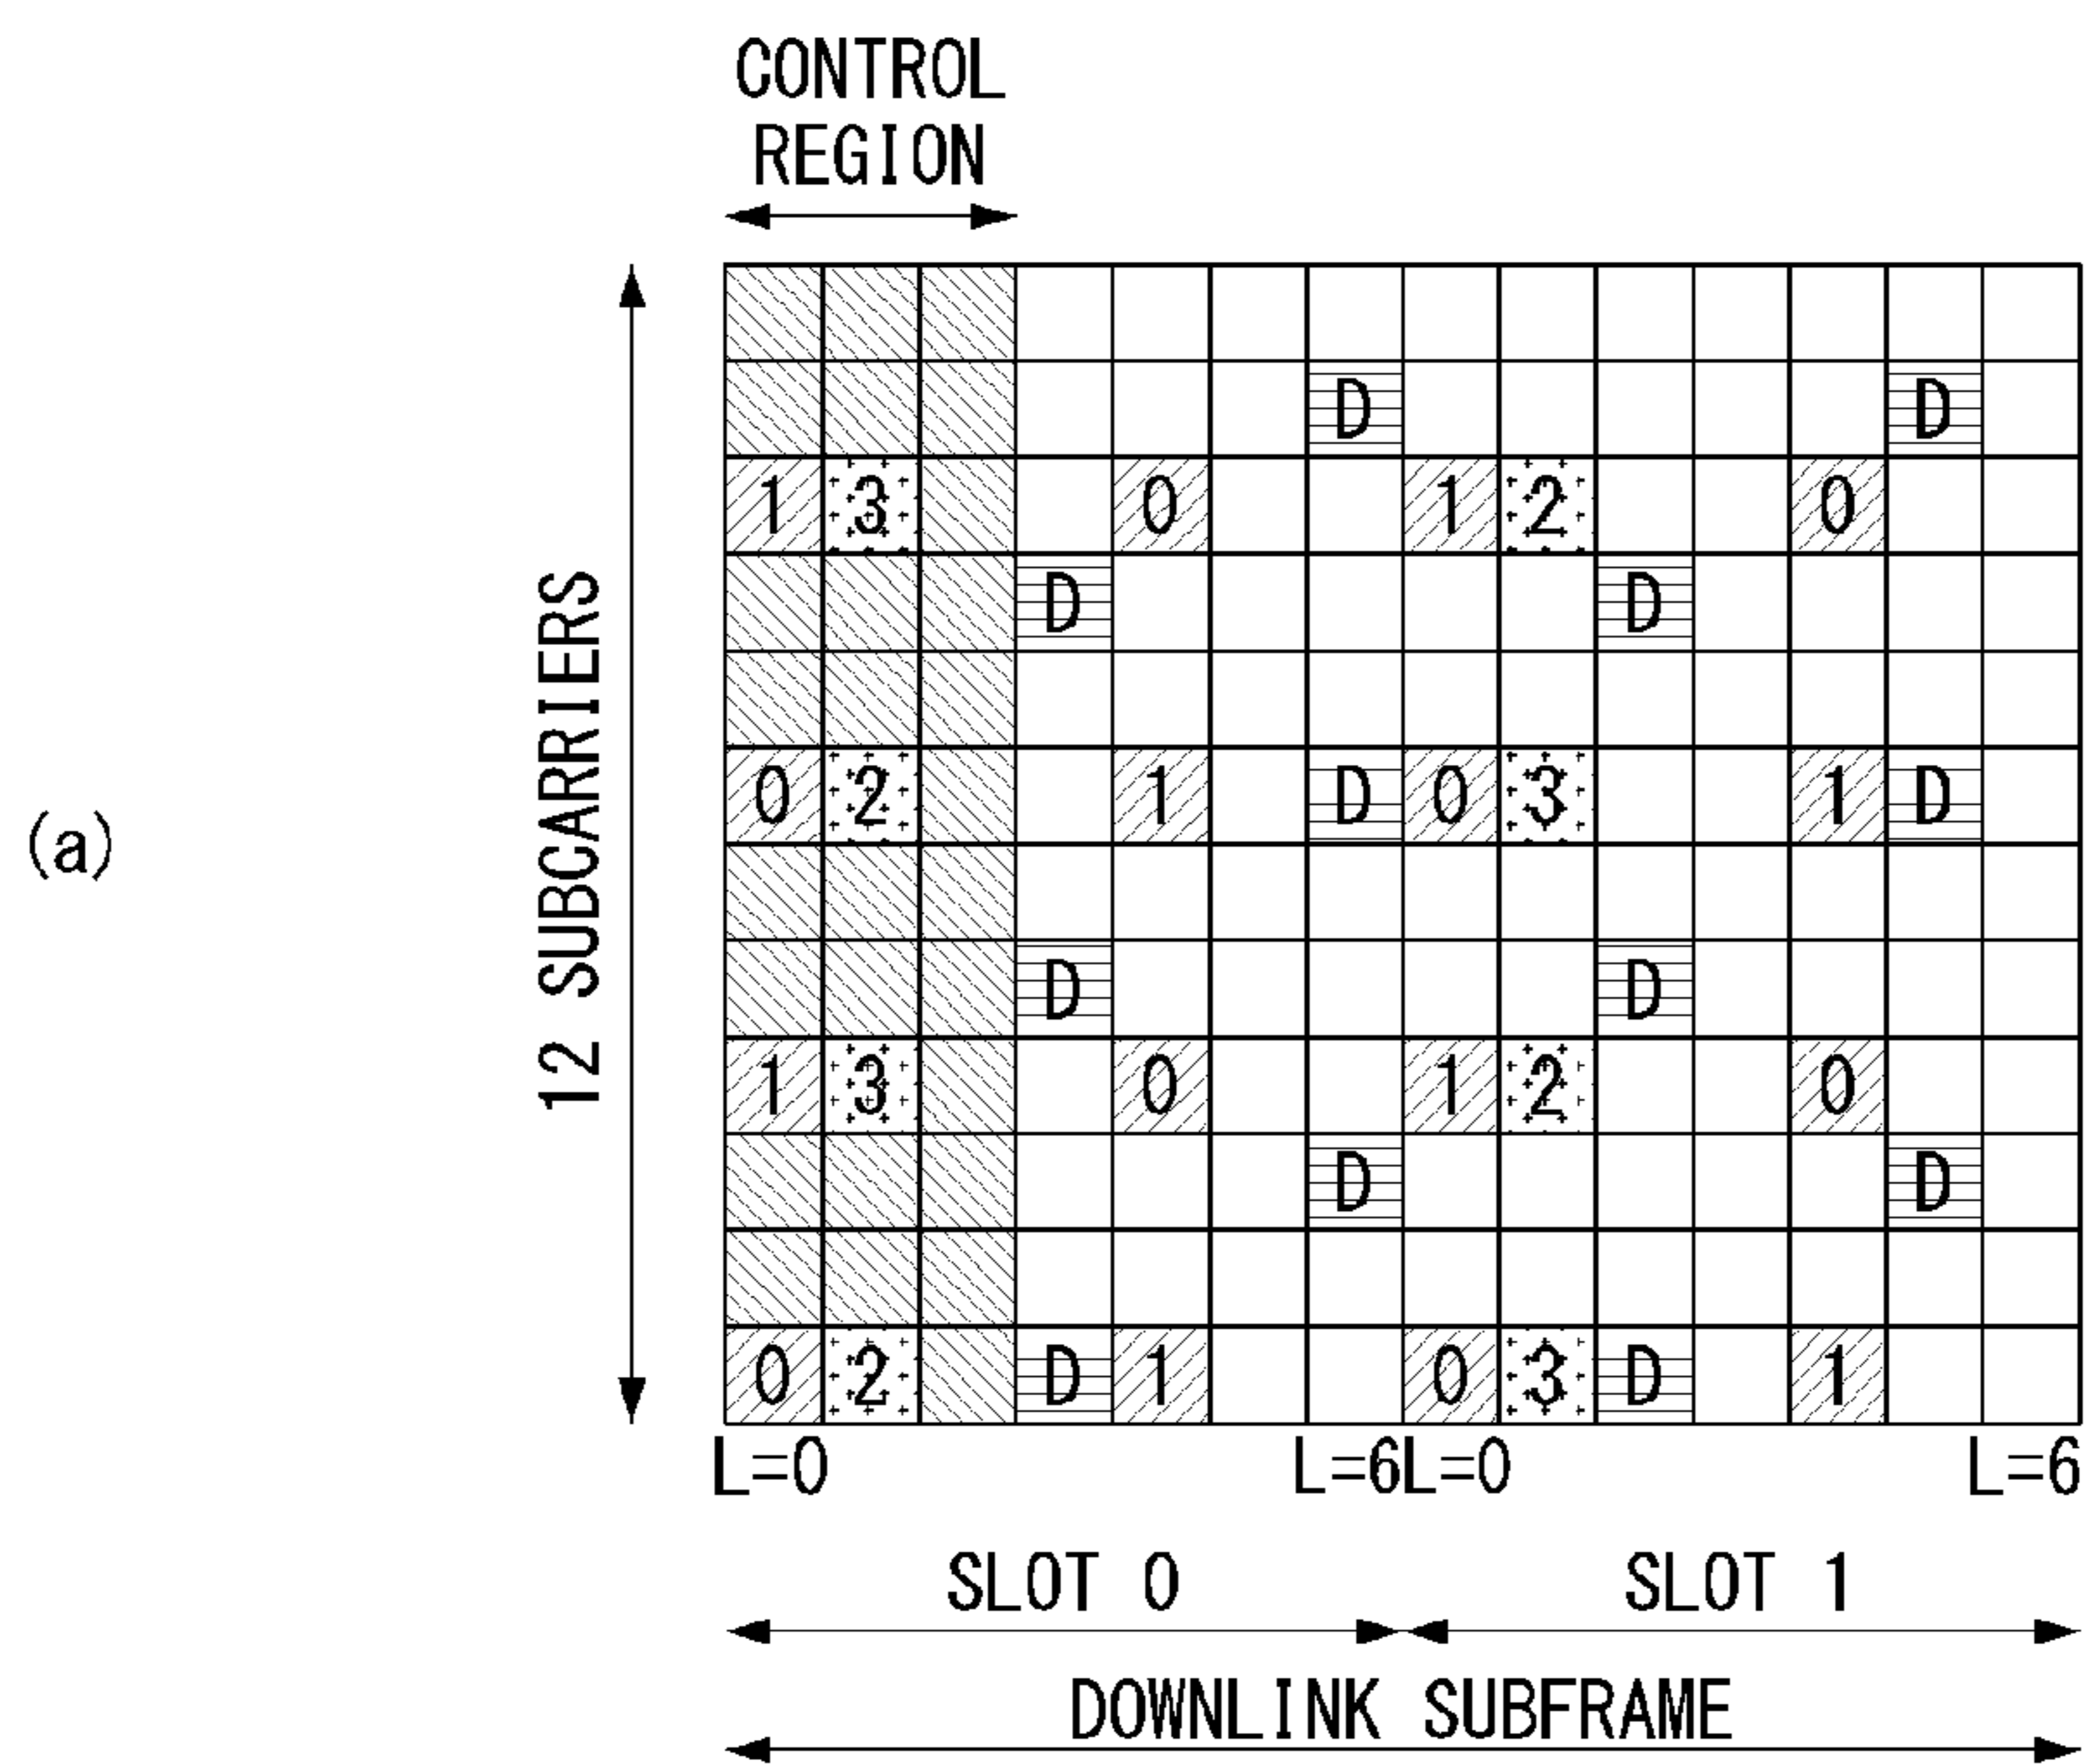 CONTROL
REGION
(a)
12 SUBCARRIERS
D D
1 3 0 1 2 0
D D
0 2 1 D 0 3 1 D
D D
1 3 0 1 2 0
D D
0 2 D 1 0 3 D 1
L=0 L=6 L=0 L=6
SLOT 0 SLOT 1
DOWNLINK SUBFRAME